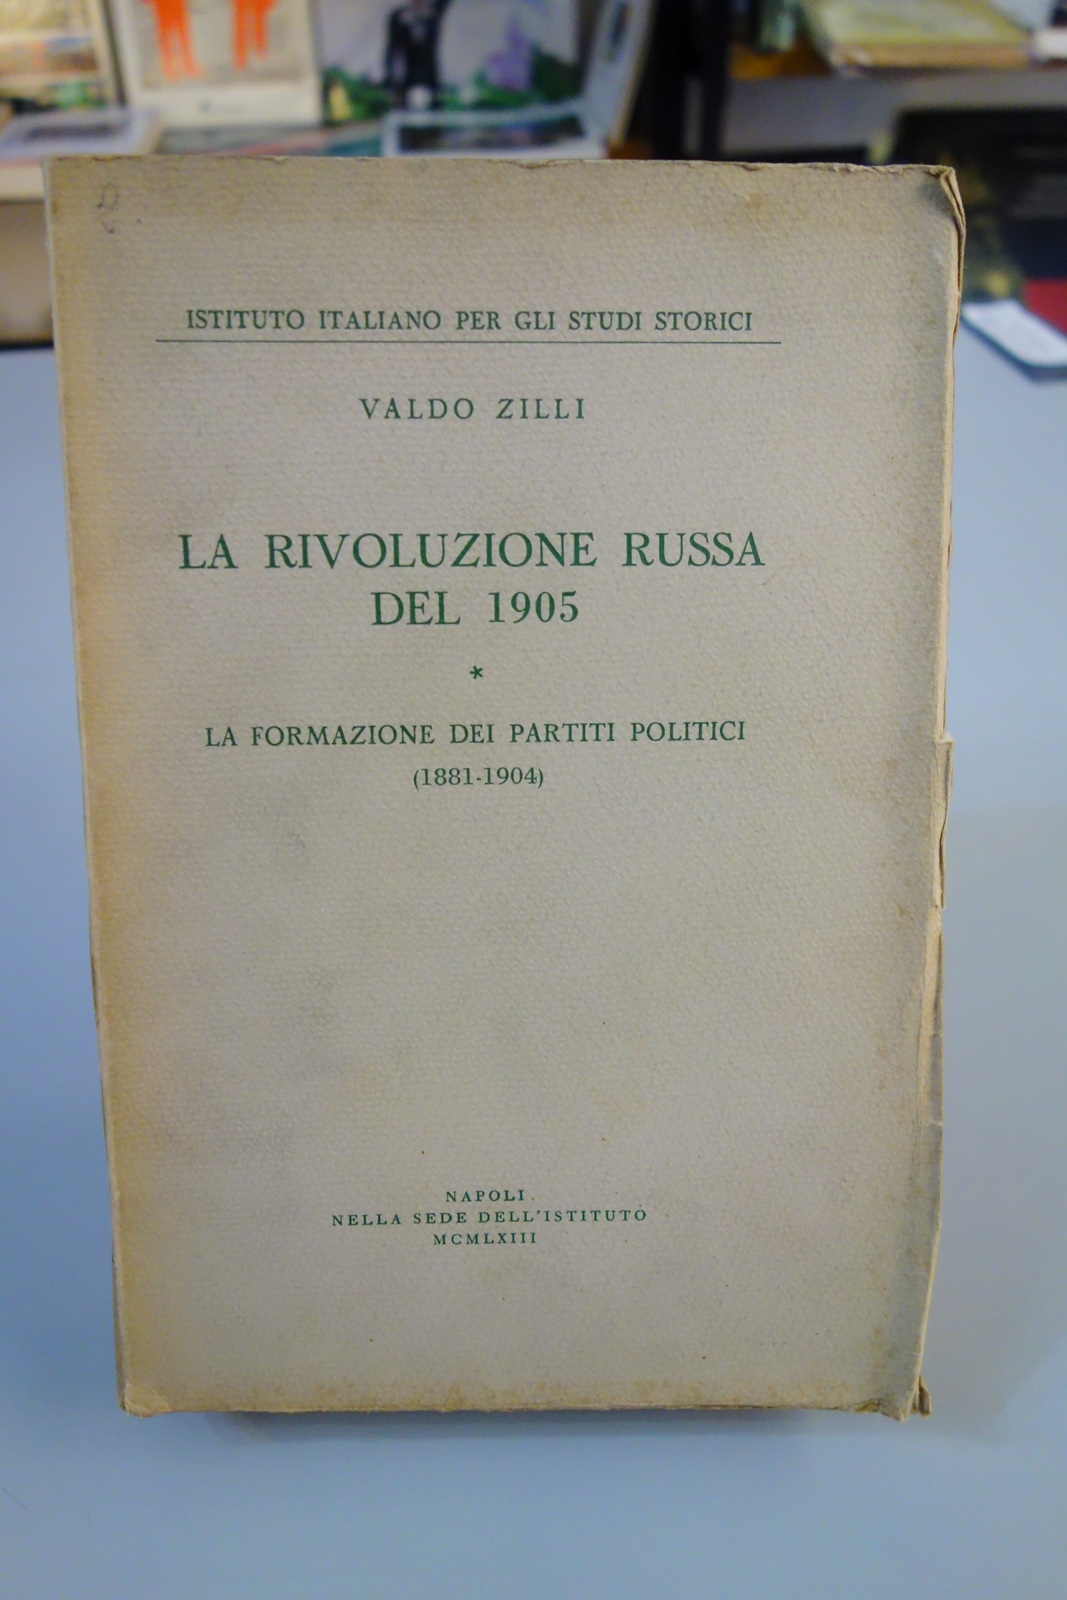 ISTITUTO ITALIANO PER GLI STUDI STORICI
VALDO ZILLI
LA RIVOLUZIONE RUSSA
DEL 1905
*
LA FORMAZIONE DEI PARTITI POLITICI
(1881-1904)
NAPOLI
NELLA SEDE DELL'ISTITUTO
MCMLXIII